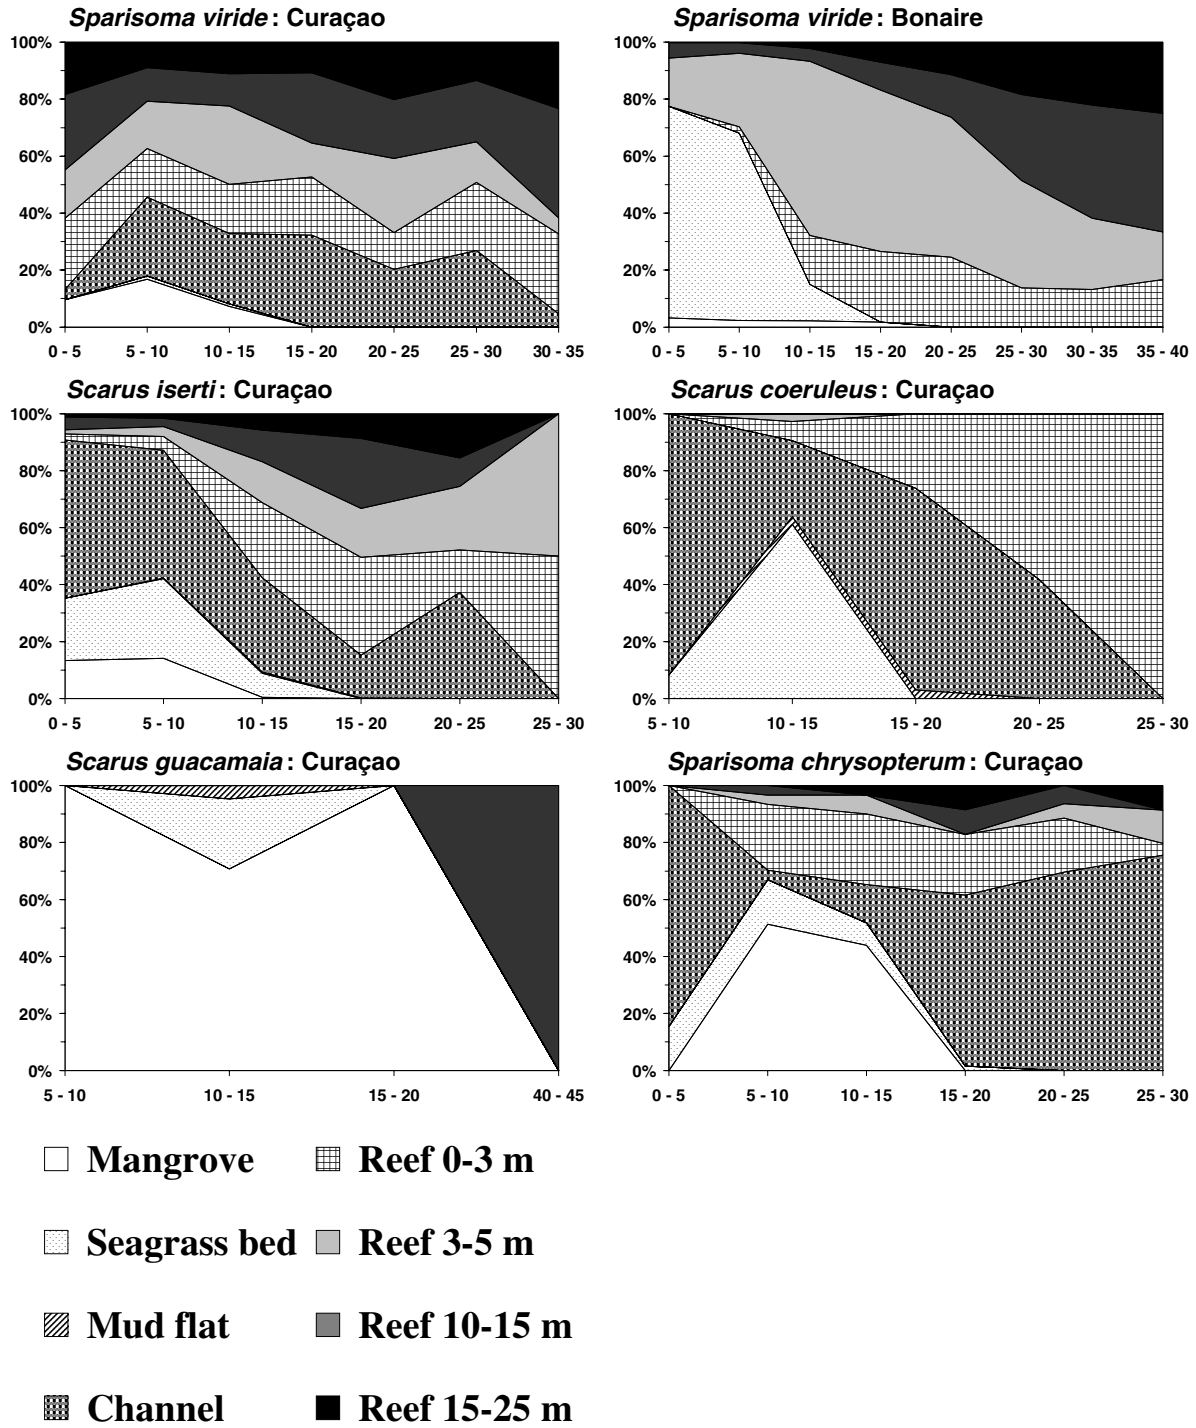 Sparisoma viride : Curaçao
100%
80%
60%
40%
20%
0%
0 - 5 5 - 10 10 - 15 15 - 20 20 - 25 25 - 30 30 - 35
Sparisoma viride : Bonaire
100%
80%
60%
40%
20%
0%
0 - 5 5 - 10 10 - 15 15 - 20 20 - 25 25 - 30 30 - 35 35 - 40
Scarus iserti : Curaçao
100%
80%
60%
40%
20%
0%
0 - 5 5 - 10 10 - 15 15 - 20 20 - 25 25 - 30
Scarus coeruleus : Curaçao
100%
80%
60%
40%
20%
0%
5 - 10 10 - 15 15 - 20 20 - 25 25 - 30
Scarus guacamaia : Curaçao
100%
80%
60%
40%
20%
0%
5 - 10 10 - 15 15 - 20 40 - 45
Sparisoma chrysopterum : Curaçao
100%
80%
60%
40%
20%
0%
0 - 5 5 - 10 10 - 15 15 - 20 20 - 25 25 - 30
Mangrove
Seagrass bed
Mud flat
Channel
Reef 0-3 m
Reef 3-5 m
Reef 10-15 m
Reef 15-25 m